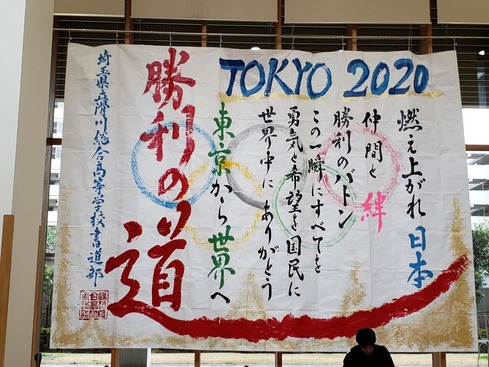 TOKYO 2020
燃え上がれ日本
仲間と絆
勝利のバトン
この一瞬にすべてを
勇気と希望を国民に
世界中にありがとう
東京から世界へ
勝利の道
埼玉県立滑川総合高等学校書道部